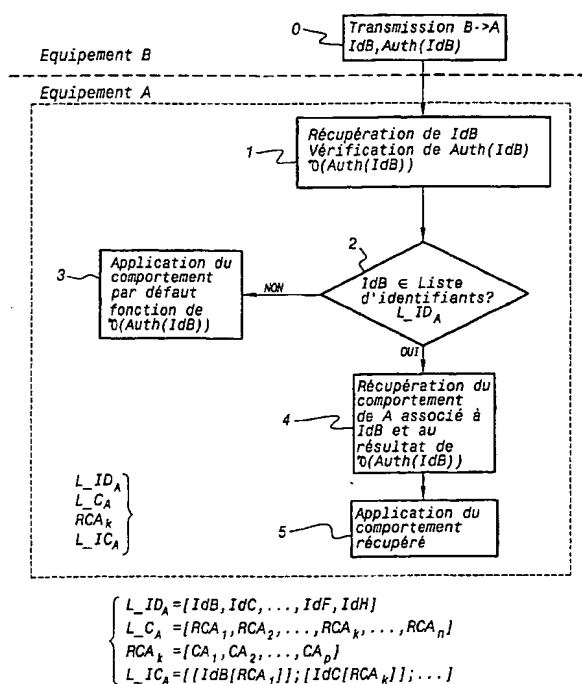 0
Transmission B->A
IdB,Auth(IdB)
Equipement B
Equipement A
1
Récupération de IdB
Vérification de Auth(IdB)
ʊ(Auth(IdB))
2
IdB ∈ Liste
d'identifiants?
L_ID_A
NON
OUI
3
Application du
comportement
par défaut
fonction de
ʊ(Auth(IdB))
4
Récupération du
comportement
de A associé à
IdB et au
résultat de
ʊ(Auth(IdB))
5
Application du
comportement
récupéré
L_ID_A
L_C_A
RCA_k
L_IC_A
L_ID_A=[IdB,IdC,...,IdF,IdH]
L_C_A=[RCA_1,RCA_2,...,RCA_k,...,RCA_n]
RCA_k=[CA_1,CA_2,...,CA_p]
L_IC_A=[[IdB[RCA_1]];[IdC[RCA_k]];...]